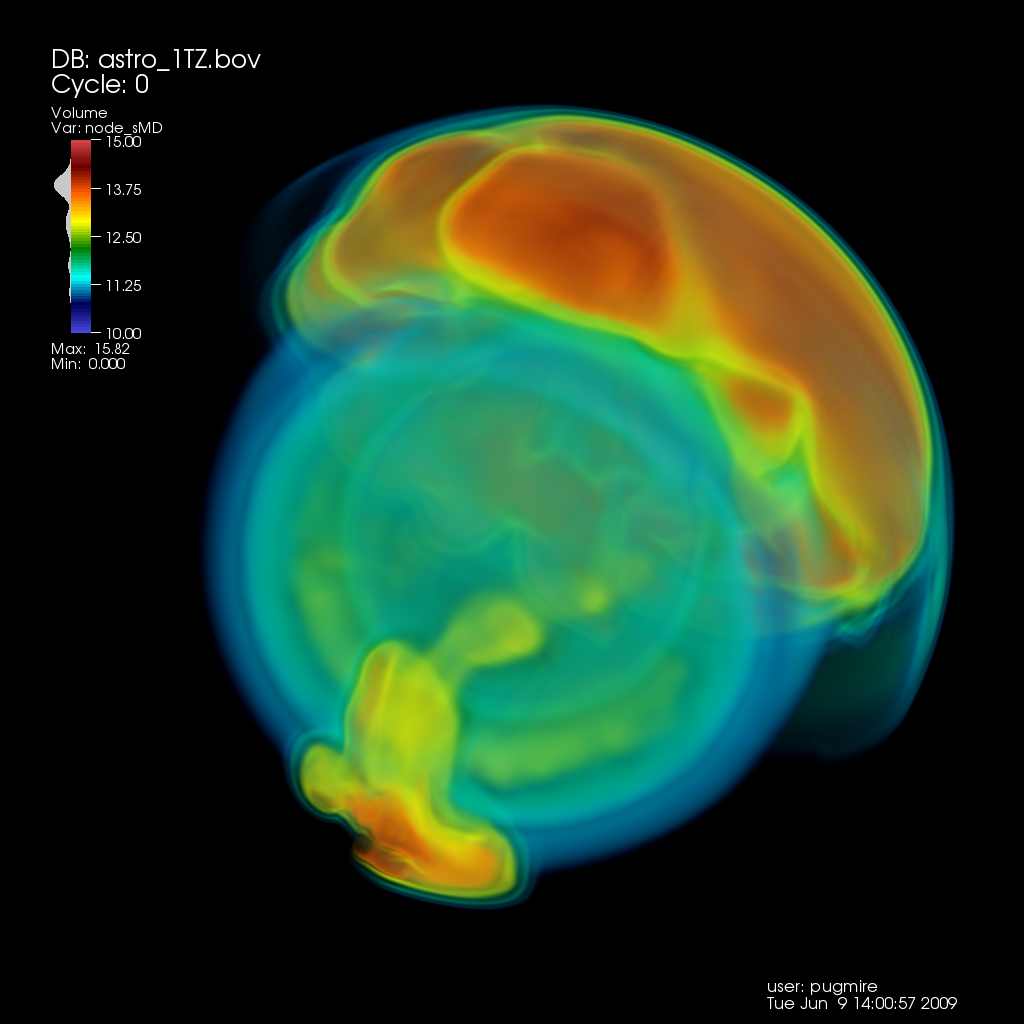 DB: astro_1TZ.bov
Cycle: 0
Volume
Var: node_sMD
15.00
13.75
12.50
11.25
10.00
Max: 15.82
Min: 0.000
user: pugmire
Tue Jun 9 14:00:57 2009